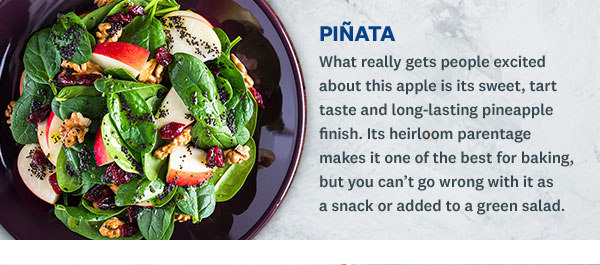 PIÑATA
What really gets people excited
about this apple is its sweet, tart
taste and long-lasting pineapple
finish. Its heirloom parentage
makes it one of the best for baking,
but you can’t go wrong with it as
a snack or added to a green salad.